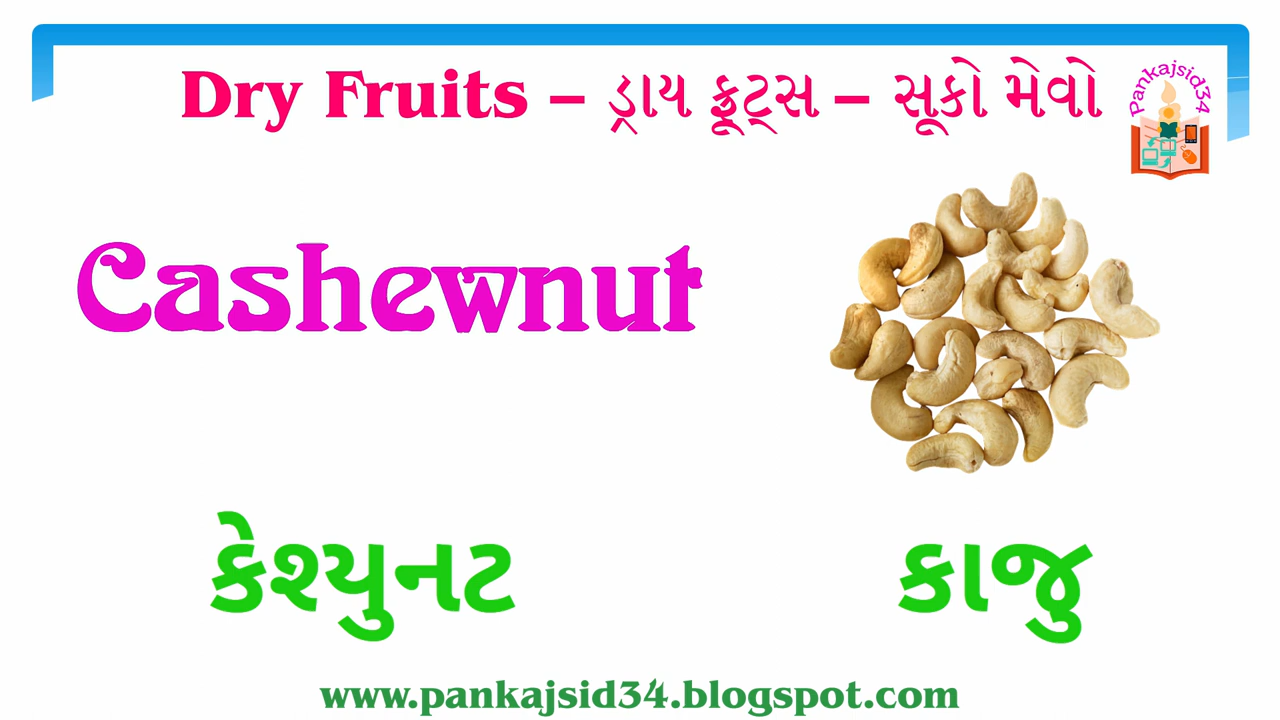 Dry Fruits – ડ્રાય ફ્રૂટ્સ – સૂકો મેવો
Pankajsid34
Cashewnut
કેશ્યુનટ
કાજુ
www.pankajsid34.blogspot.com